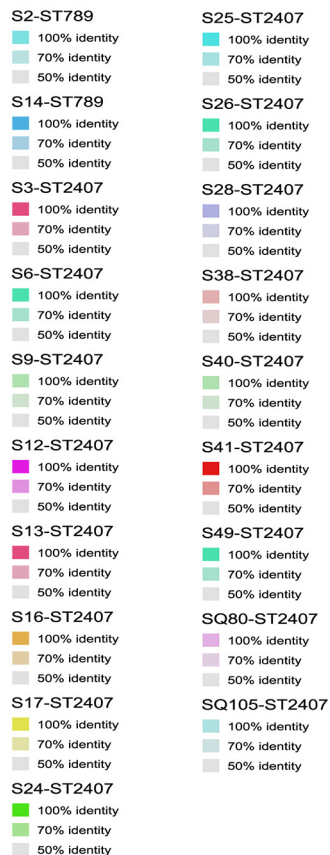 S2-ST789
100% identity
70% identity
50% identity
S14-ST789
100% identity
70% identity
50% identity
S3-ST2407
100% identity
70% identity
50% identity
S6-ST2407
100% identity
70% identity
50% identity
S9-ST2407
100% identity
70% identity
50% identity
S12-ST2407
100% identity
70% identity
50% identity
S13-ST2407
100% identity
70% identity
50% identity
S16-ST2407
100% identity
70% identity
50% identity
S17-ST2407
100% identity
70% identity
50% identity
S24-ST2407
100% identity
70% identity
50% identity
S25-ST2407
100% identity
70% identity
50% identity
S26-ST2407
100% identity
70% identity
50% identity
S28-ST2407
100% identity
70% identity
50% identity
S38-ST2407
100% identity
70% identity
50% identity
S40-ST2407
100% identity
70% identity
50% identity
S41-ST2407
100% identity
70% identity
50% identity
S49-ST2407
100% identity
70% identity
50% identity
SQ80-ST2407
100% identity
70% identity
50% identity
SQ105-ST2407
100% identity
70% identity
50% identity